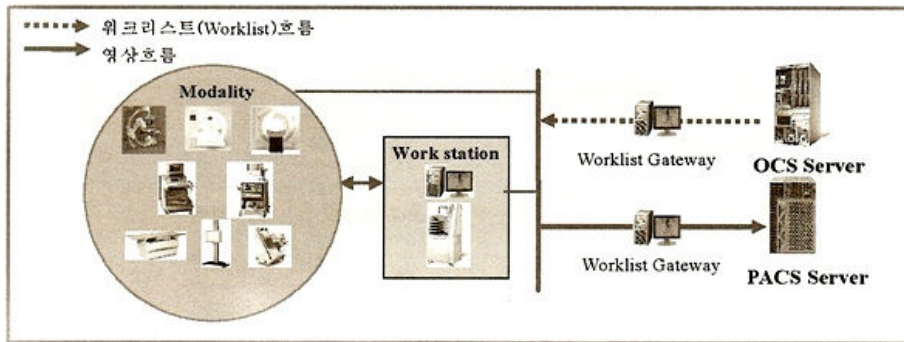 워크리스트(Worklist)흐름
영상흐름
Modality
Work station
Worklist Gateway
OCS Server
Worklist Gateway
PACS Server